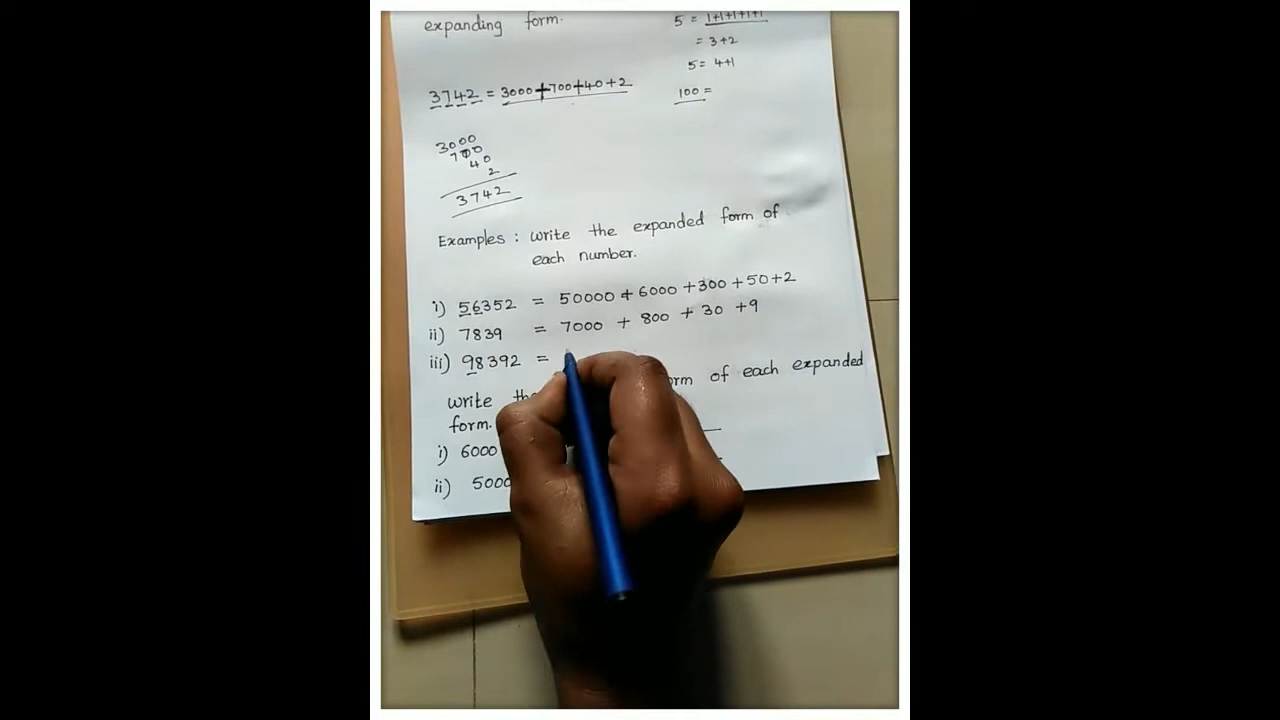 expanding form.
5 = 1+1+1+1+1
= 3+2
5= 4+1
3742 = 3000+700+40+2
100 =
3000
700
40
2
3742
Examples : write the expanded form of
each number.
i) 56352 = 50000 + 6000 +300 +50+2
ii) 7839 = 7000 + 800 + 30 +9
iii) 98392 =
write the of each expanded
form.
i) 6000
ii)